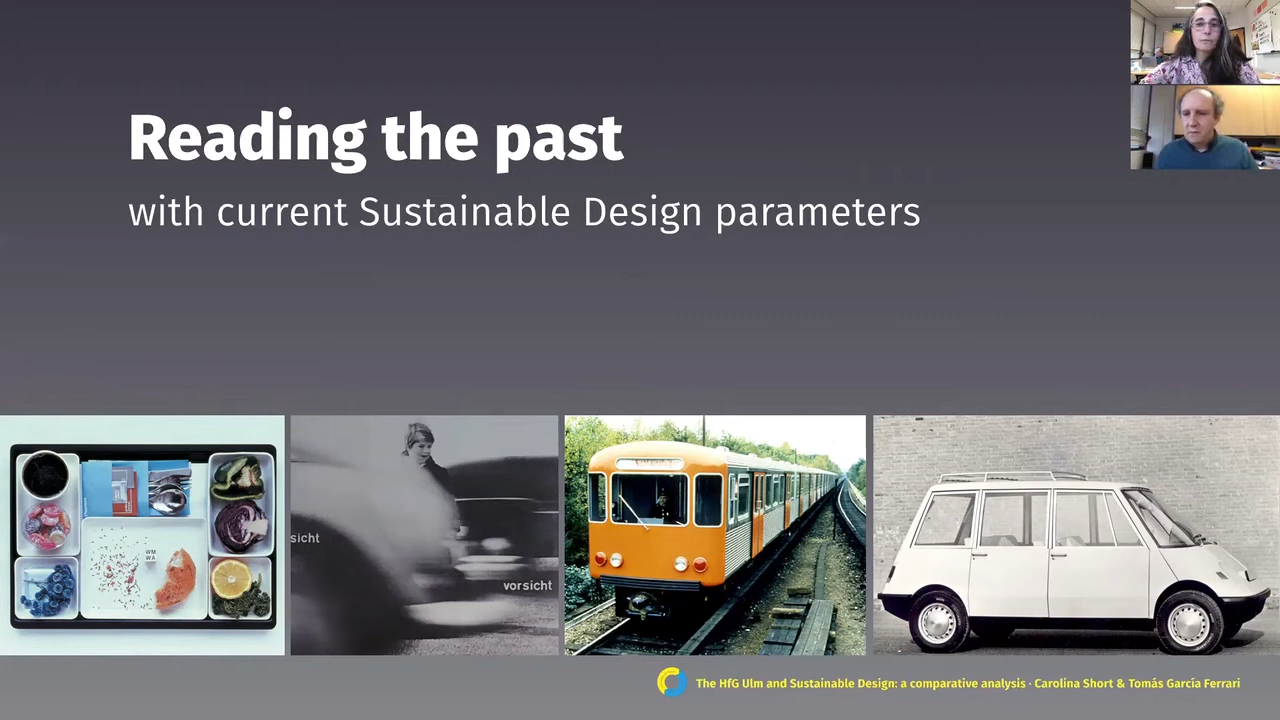 Reading the past
with current Sustainable Design parameters
sicht
vorsicht
The HfG Ulm and Sustainable Design: a comparative analysis · Carolina Short & Tomás García Ferrari